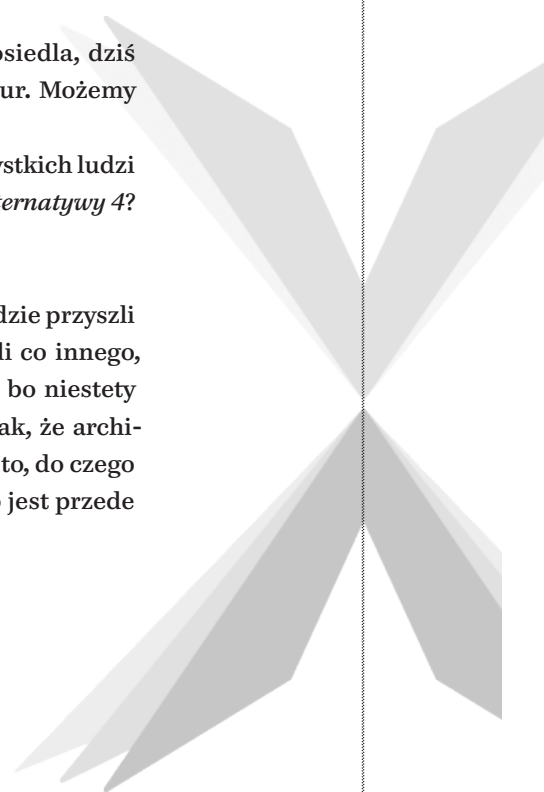 osiedla, dziś
ur. Możemy
ystkich ludzi
ternatywy 4?
dzie przyszli
li co innego,
bo niestety
ak, że archi-
to, do czego
jest przede